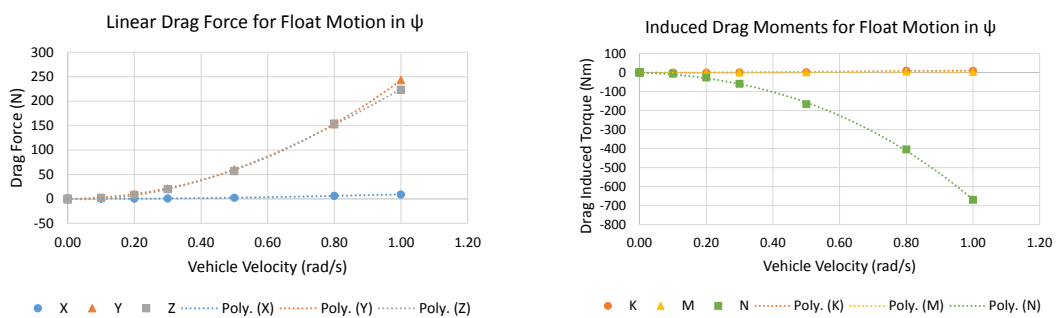 Linear Drag Force for Float Motion in ψ
Drag Force (N)
300
250
200
150
100
50
0
-50
0.00 0.20 0.40 0.60 0.80 1.00 1.20
Vehicle Velocity (rad/s)
X Y Z Poly. (X) Poly. (Y) Poly. (Z)
Induced Drag Moments for Float Motion in ψ
Drag Induced Torque (Nm)
100
0
-100
-200
-300
-400
-500
-600
-700
-800
0.00 0.20 0.40 0.60 0.80 1.00 1.20
Vehicle Velocity (rad/s)
K M N Poly. (K) Poly. (M) Poly. (N)